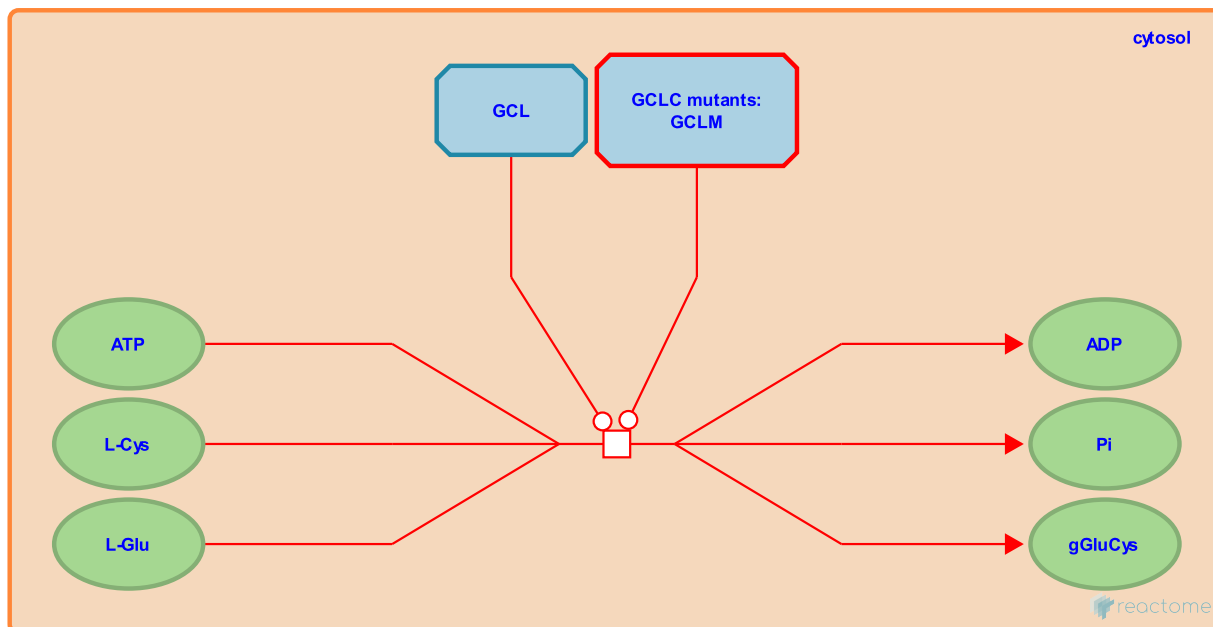 cytosol
GCL
GCLC mutants:
GCLM
ATP
ADP
L-Cys
Pi
L-Glu
gGluCys
reactome